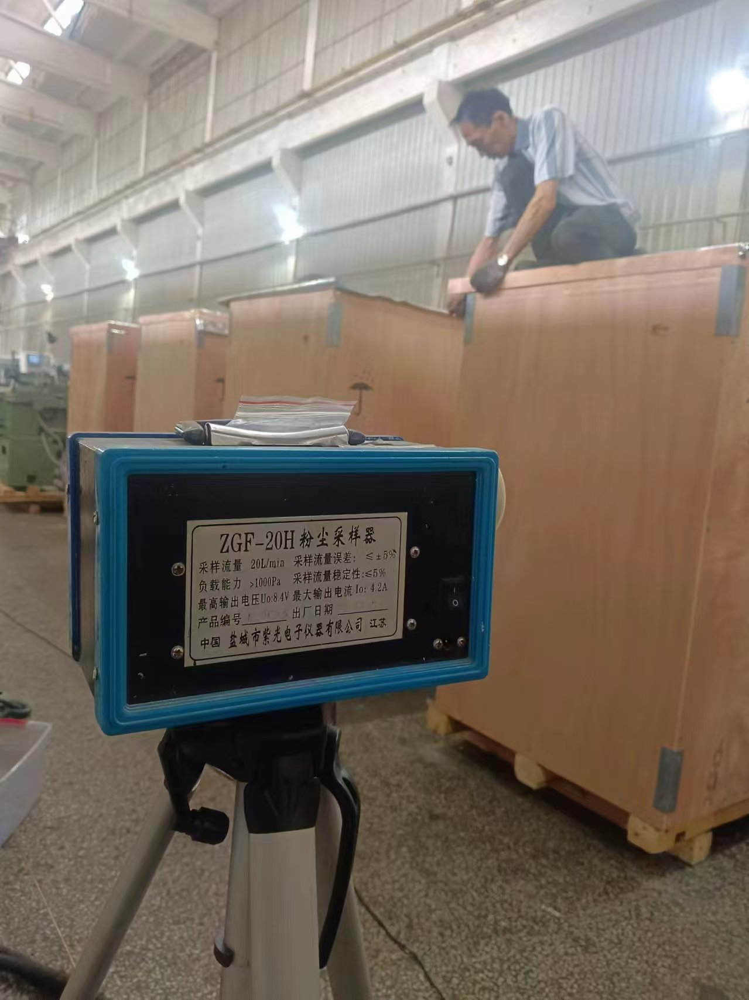 ZGF-20H 粉尘采样器
采样流量 20L/min 采样流量误差: ≤±5%
负载能力 >1000Pa 采样流量稳定性:≤5%
最高输出电压Uo:8.4V 最大输出电流Io: 4.2A
产品编号 出厂日期
中国 盐城市紫光电子仪器有限公司 江苏